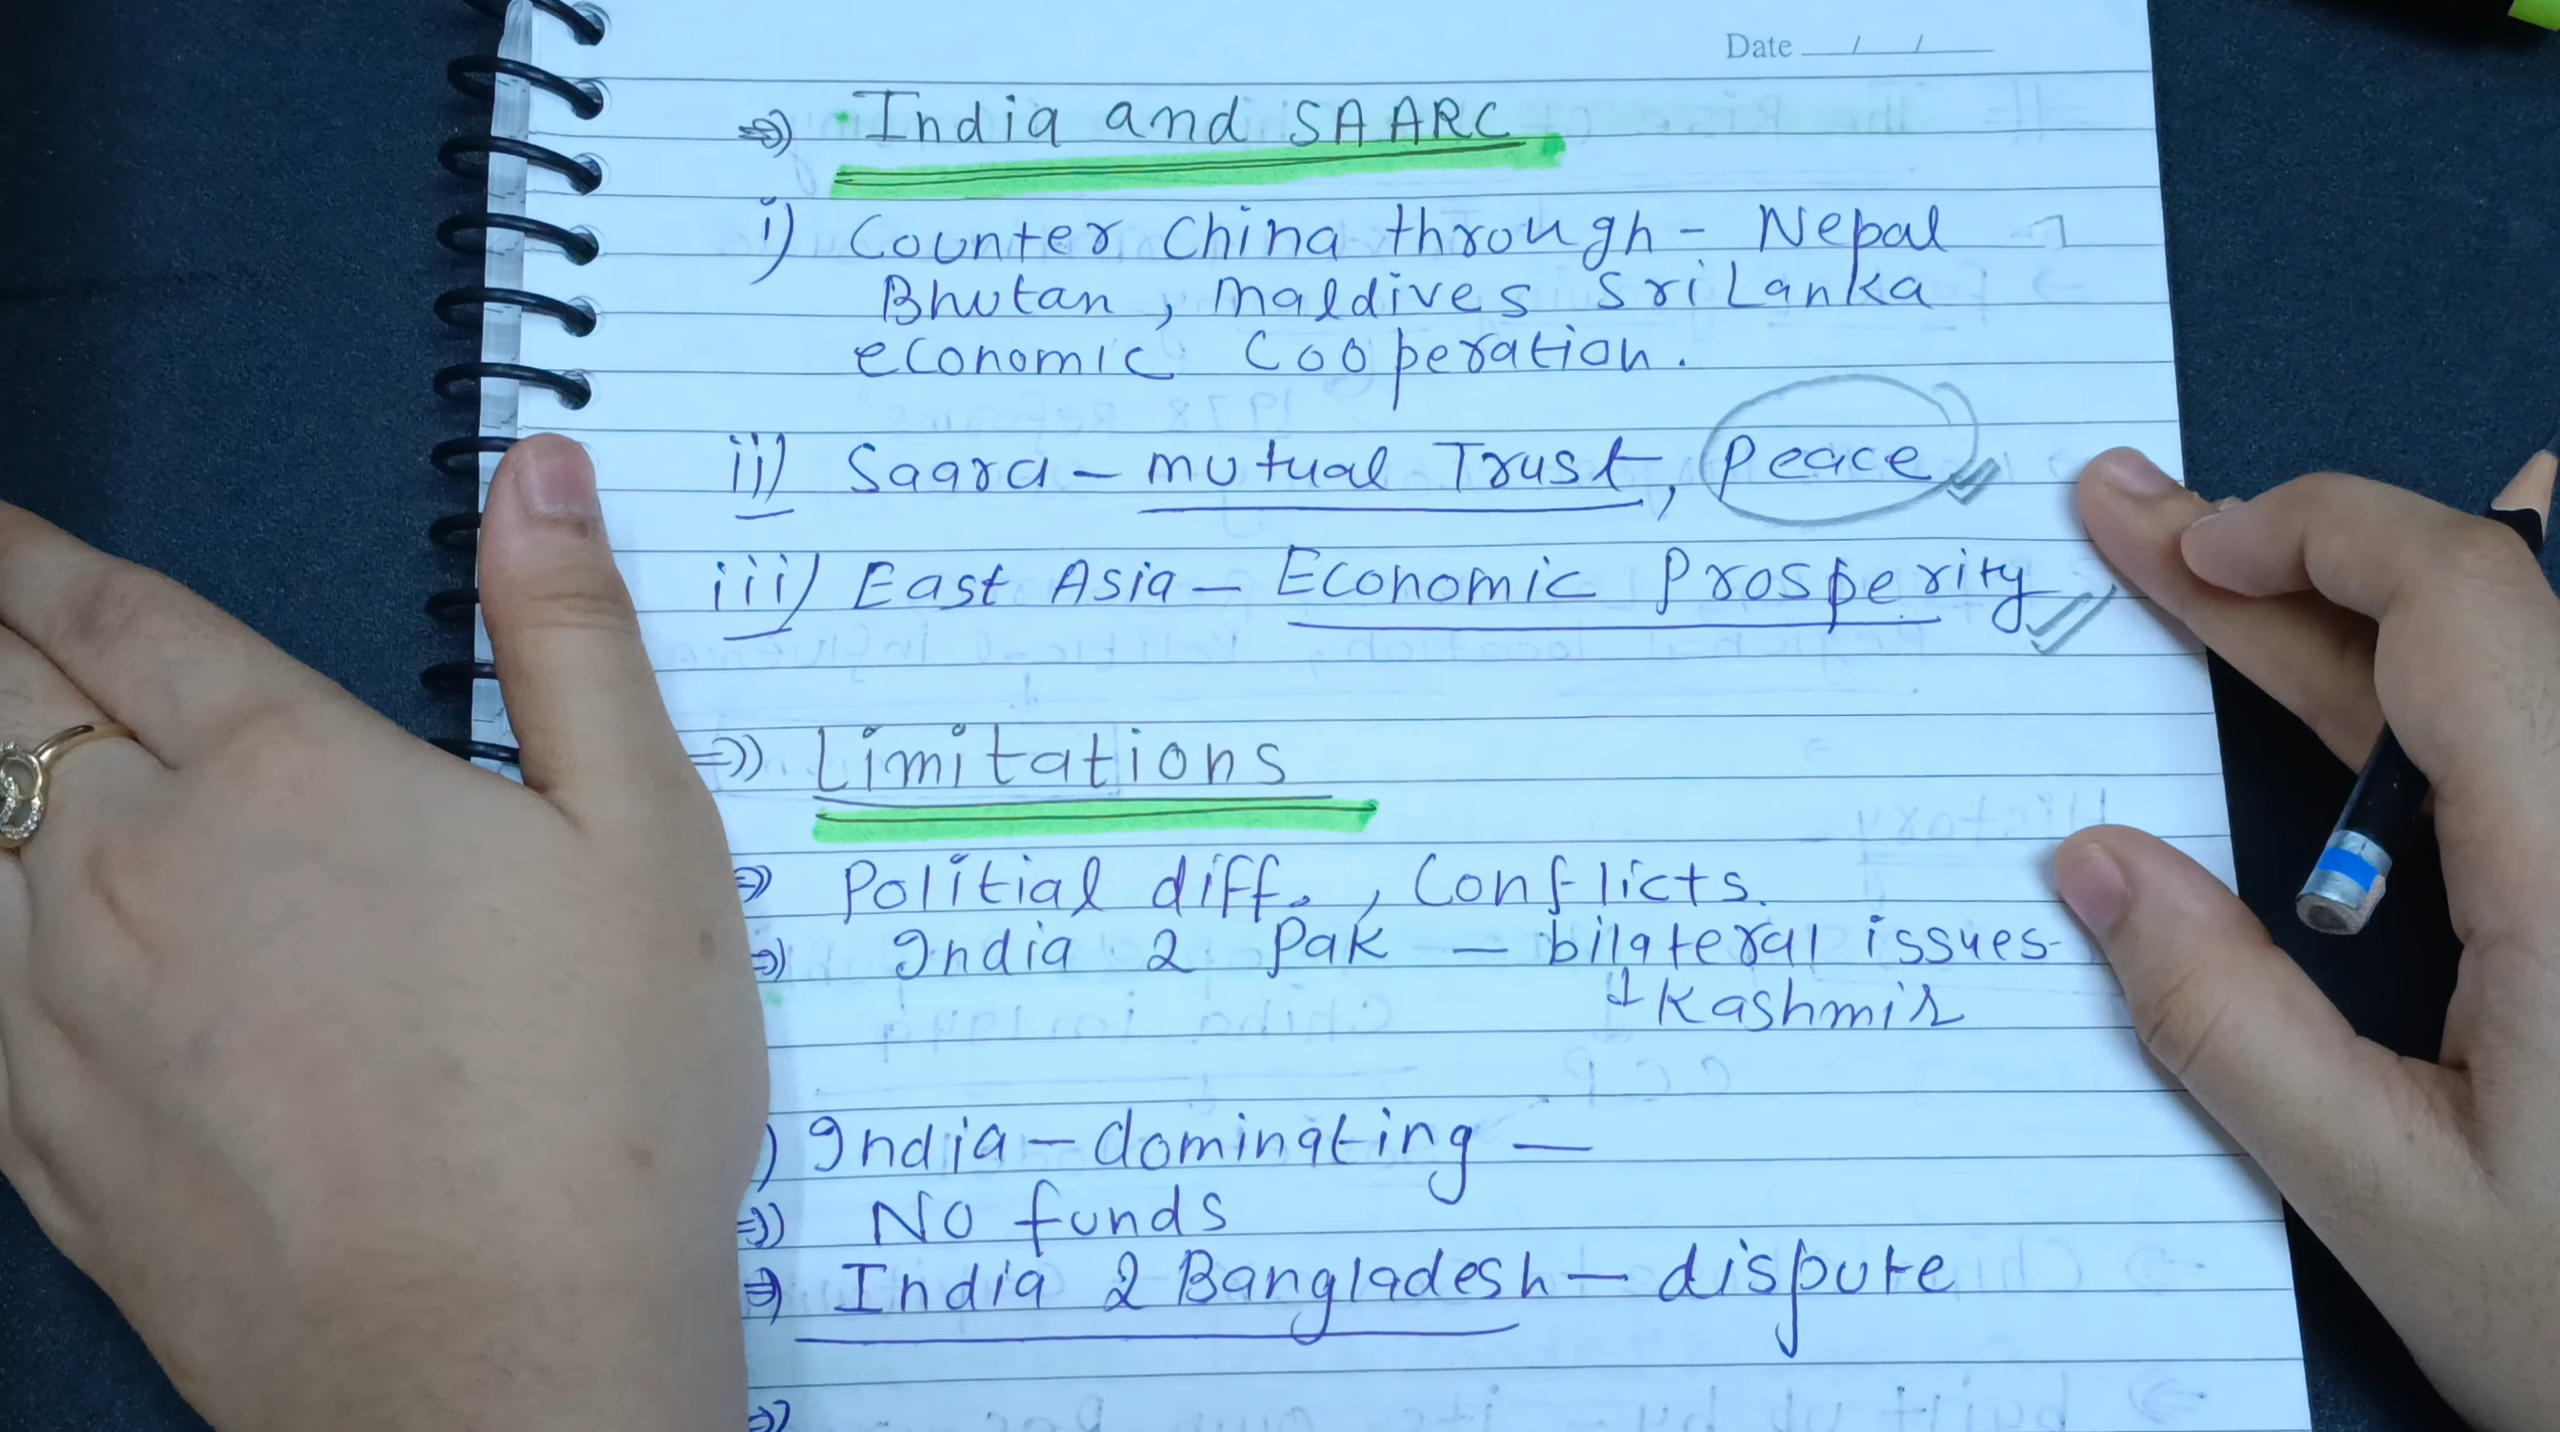 Date
⇒) India and SAARC
i) Counter China through - Nepal
Bhutan, Maldives SriLanka
economic Cooperation.
ii) Saarc - mutual Trust, Peace
iii) East Asia - Economic Prosperity
⇒)) Limitations
⇒) Politial diff., Conflicts.
⇒) India 2 Pak - bilateral issues
Kashmir
) India - dominating -
⇒)) No funds
⇒) India 2 Bangladesh - dispute
⇒)